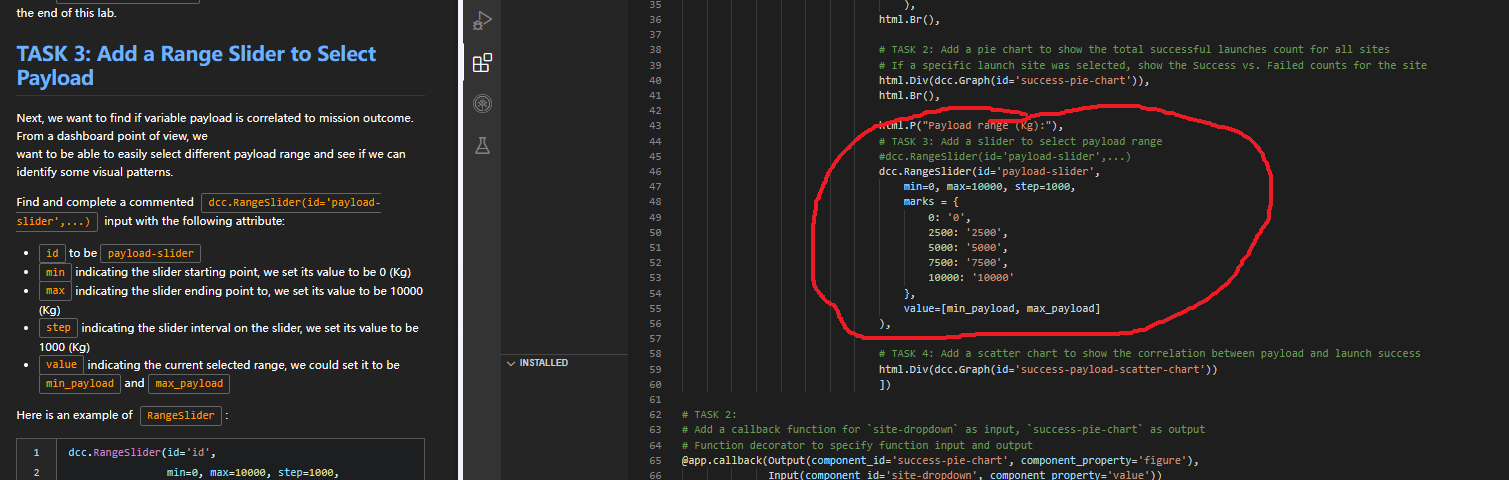 the end of this lab.
TASK 3: Add a Range Slider to Select
Payload
Next, we want to find if variable payload is correlated to mission outcome.
From a dashboard point of view, we
want to be able to easily select different payload range and see if we can
identify some visual patterns.
Find and complete a commented dcc.RangeSlider(id='payload-
slider',...) input with the following attribute:
• id to be payload-slider
• min indicating the slider starting point, we set its value to be 0 (Kg)
• max indicating the slider ending point to, we set its value to be 10000
(Kg)
• step indicating the slider interval on the slider, we set its value to be
1000 (Kg)
• value indicating the current selected range, we could set it to be
min_payload and max_payload
Here is an example of RangeSlider :
1 dcc.RangeSlider(id='id',
2 min=0, max=10000, step=1000,
INSTALLED
35 ),
36 html.Br(),
37
38 # TASK 2: Add a pie chart to show the total successful launches count for all sites
39 # If a specific launch site was selected, show the Success vs. Failed counts for the site
40 html.Div(dcc.Graph(id='success-pie-chart')),
41 html.Br(),
42
43 html.P("Payload range (Kg):"),
44 # TASK 3: Add a slider to select payload range
45 #dcc.RangeSlider(id='payload-slider',...)
46 dcc.RangeSlider(id='payload-slider',
47 min=0, max=10000, step=1000,
48 marks = {
49 0: '0',
50 2500: '2500',
51 5000: '5000',
52 7500: '7500',
53 10000: '10000'
54 },
55 value=[min_payload, max_payload]
56 ),
57
58 # TASK 4: Add a scatter chart to show the correlation between payload and launch success
59 html.Div(dcc.Graph(id='success-payload-scatter-chart'))
60 ])
61
62 # TASK 2:
63 # Add a callback function for `site-dropdown` as input, `success-pie-chart` as output
64 # Function decorator to specify function input and output
65 @app.callback(Output(component_id='success-pie-chart', component_property='figure'),
66 Input(component_id='site-dropdown', component_property='value'))